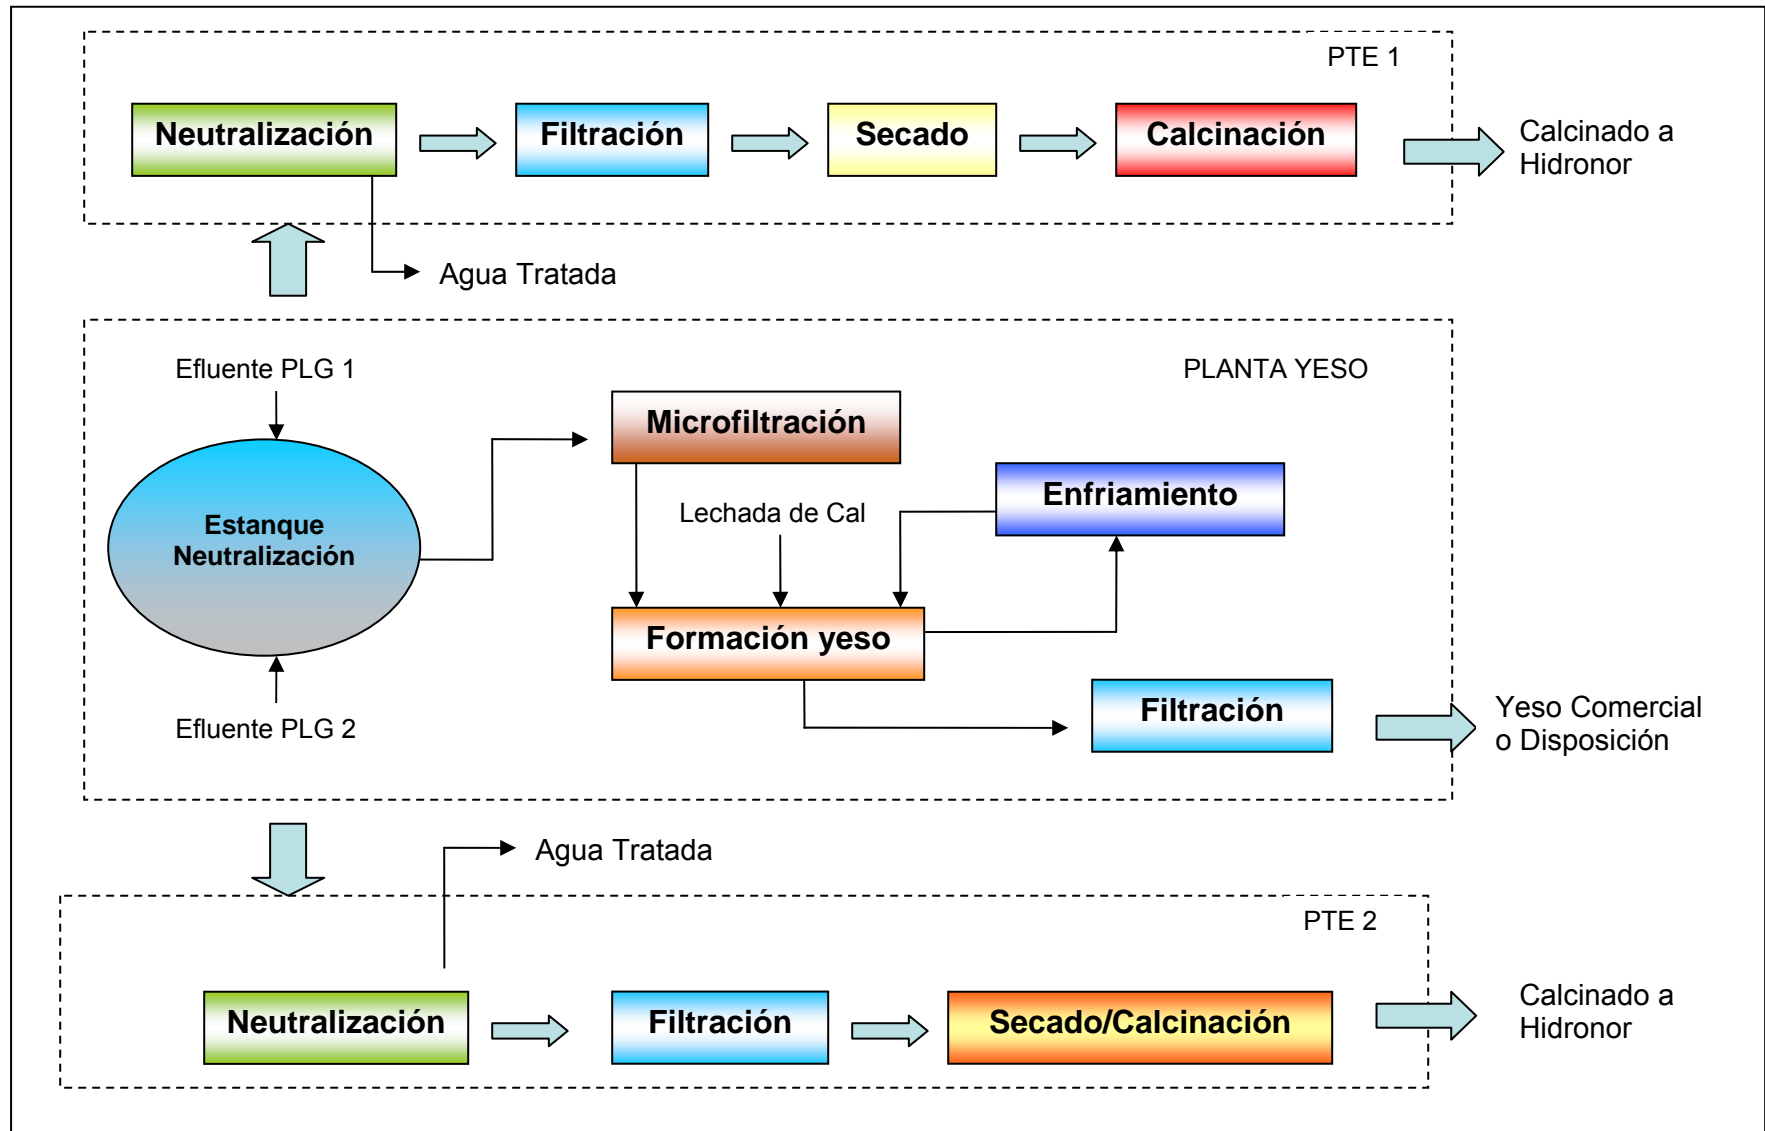 PTE 1
Neutralización
Filtración
Secado
Calcinación
Calcinado a
Hidronor
Agua Tratada
Efluente PLG 1
PLANTA YESO
Microfiltración
Enfriamiento
Lechada de Cal
Estanque
Neutralización
Formación yeso
Filtración
Yeso Comercial
o Disposición
Efluente PLG 2
Agua Tratada
PTE 2
Neutralización
Filtración
Secado/Calcinación
Calcinado a
Hidronor